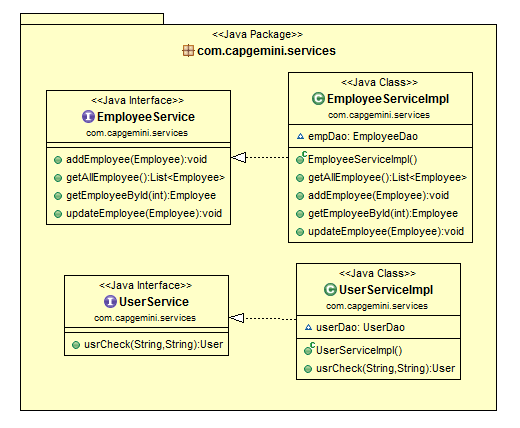 <<Java Package>>
com.capgemini.services
<<Java Interface>>
EmployeeService
com.capgemini.services
addEmployee(Employee):void
getAllEmployee():List<Employee>
getEmployeeById(int):Employee
updateEmployee(Employee):void
<<Java Class>>
EmployeeServiceImpl
com.capgemini.services
empDao: EmployeeDao
EmployeeServiceImpl()
getAllEmployee():List<Employee>
addEmployee(Employee):void
getEmployeeById(int):Employee
updateEmployee(Employee):void
<<Java Interface>>
UserService
com.capgemini.services
usrCheck(String,String):User
<<Java Class>>
UserServiceImpl
com.capgemini.services
userDao: UserDao
UserServiceImpl()
usrCheck(String,String):User